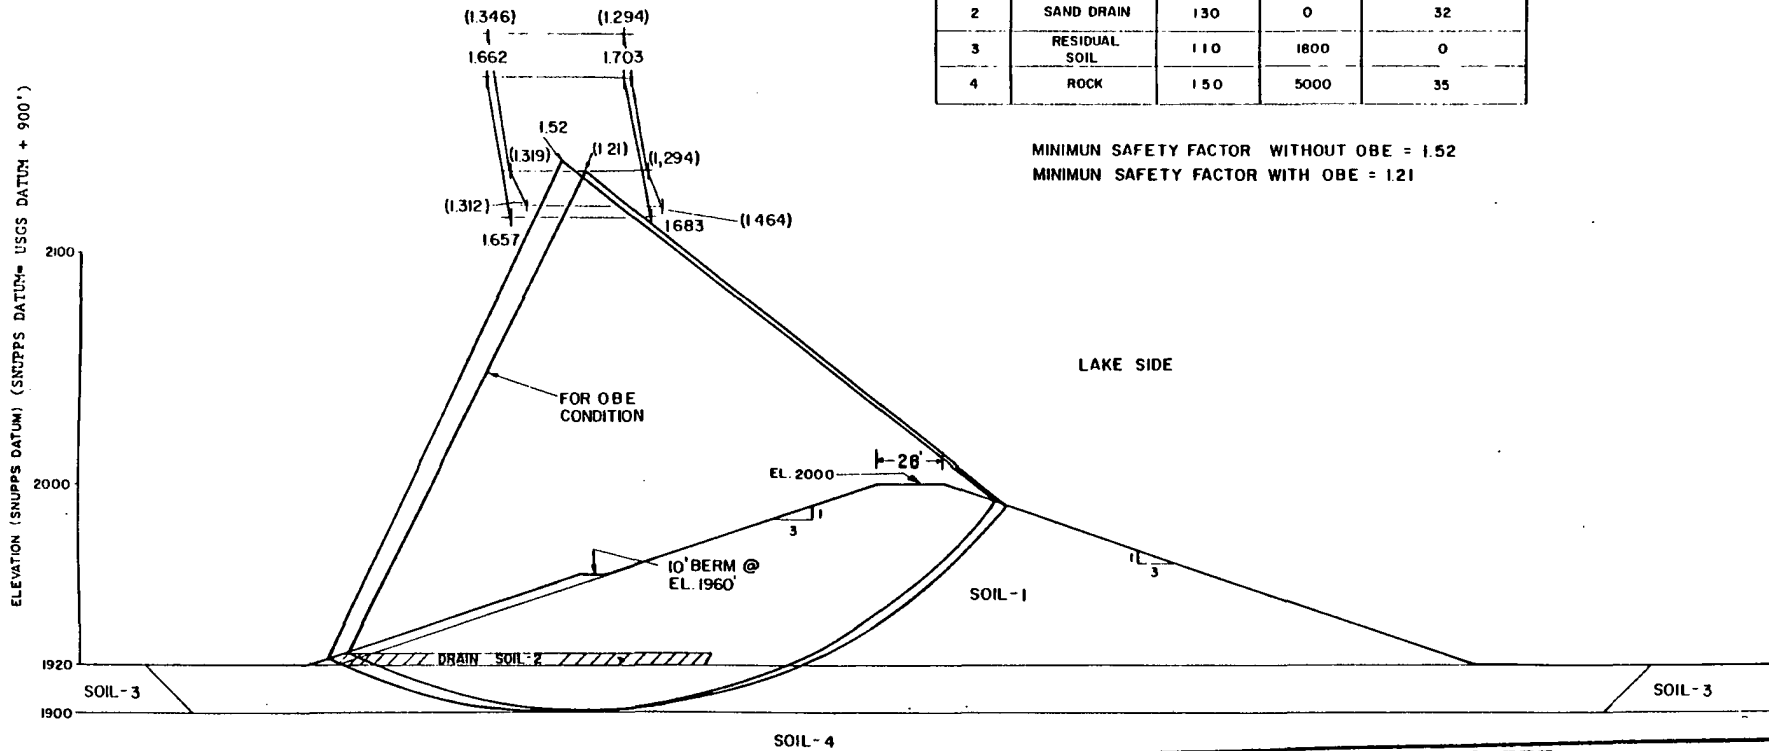 (1.346) (1.294)
1.662 1.703
2 SAND DRAIN 130 0 32
3 RESIDUAL SOIL 110 1800 0
4 ROCK 150 5000 35
MINIMUN SAFETY FACTOR WITHOUT OBE = 1.52
MINIMUN SAFETY FACTOR WITH OBE = 1.21
1.52
(1.319) (1 21) (1,294)
(1.312) (1 464)
1.657 1683
ELEVATION (SNUPPS DATUM) (SNUPPS DATUM= USGS DATUM + 900')
2100
LAKE SIDE
FOR OBE
CONDITION
28'
2000
EL. 2000
1
3
10' BERM @
EL. 1960'
1
3
SOIL-1
1920
DRAIN SOIL-2
SOIL-3 SOIL-3
1900
SOIL-4